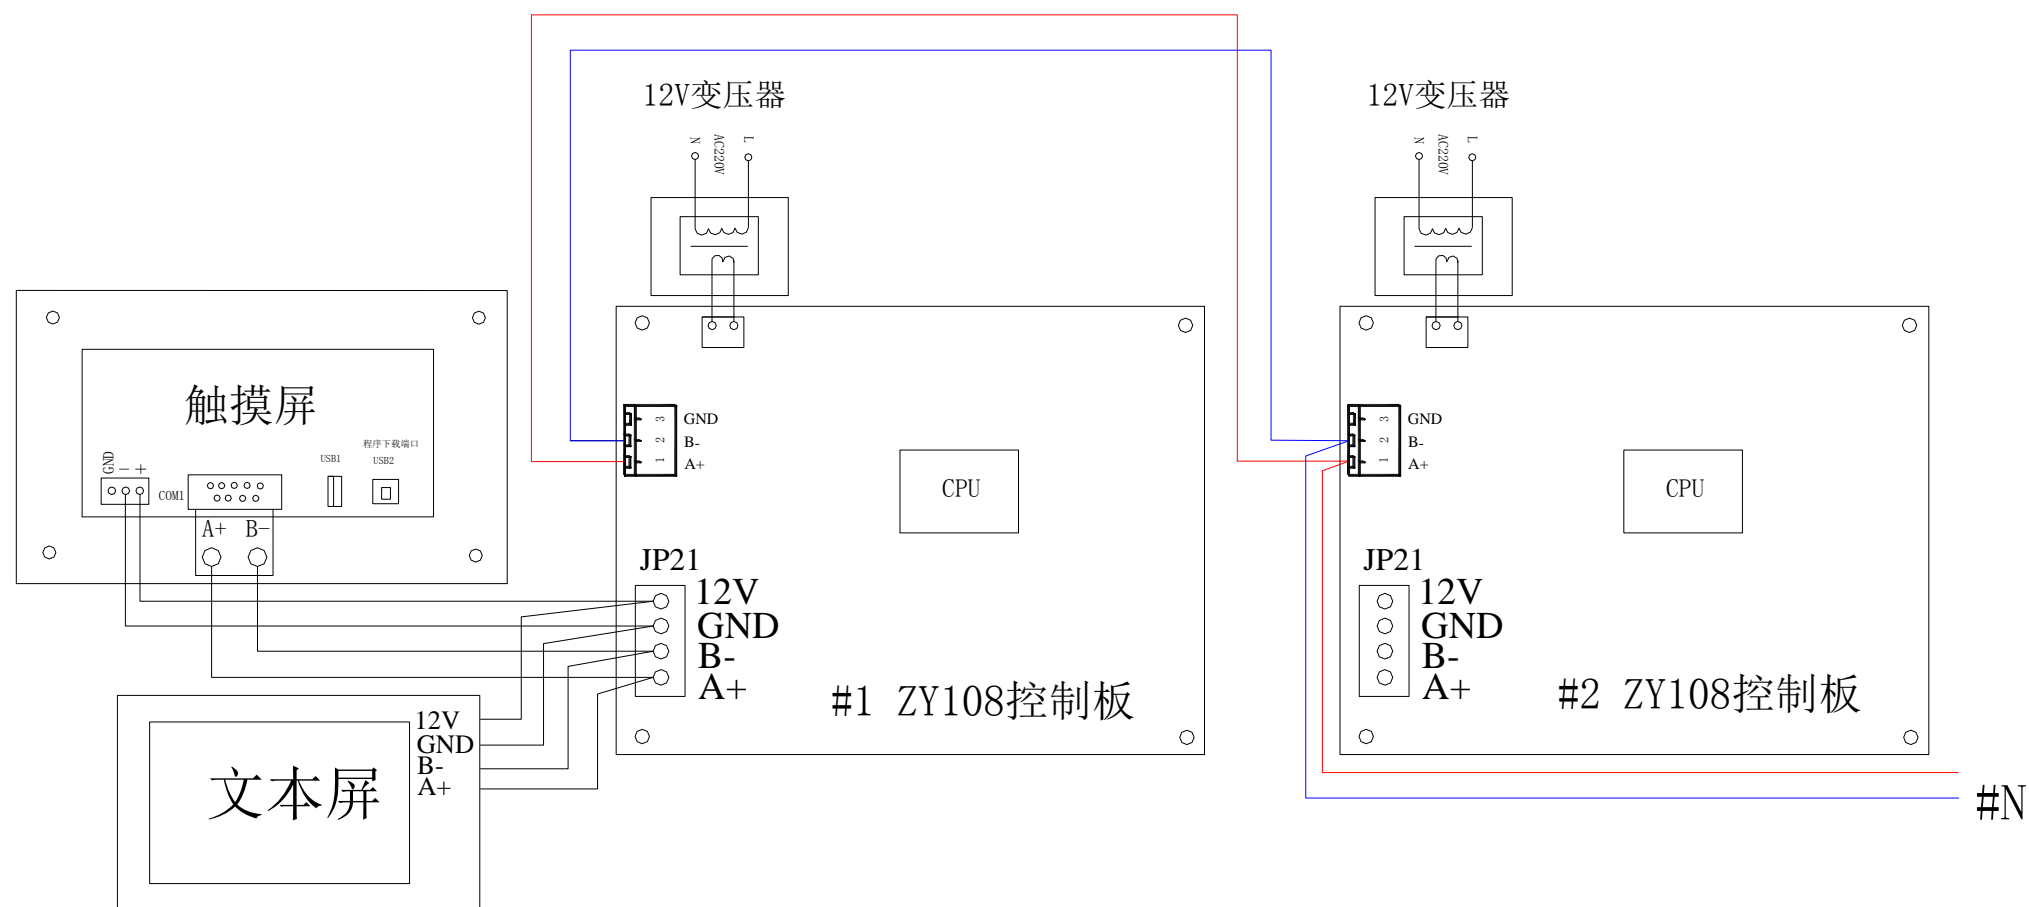 12V变压器
N
AC220V
L
12V变压器
N
AC220V
L
触摸屏
程序下载端口
USB1
USB2
GND
-
+
COM1
A+ B-
3 GND
2 B-
1 A+
CPU
JP21
12V
GND
B-
A+
#1 ZY108控制板
3 GND
2 B-
1 A+
CPU
JP21
12V
GND
B-
A+
#2 ZY108控制板
文本屏
12V
GND
B-
A+
#N